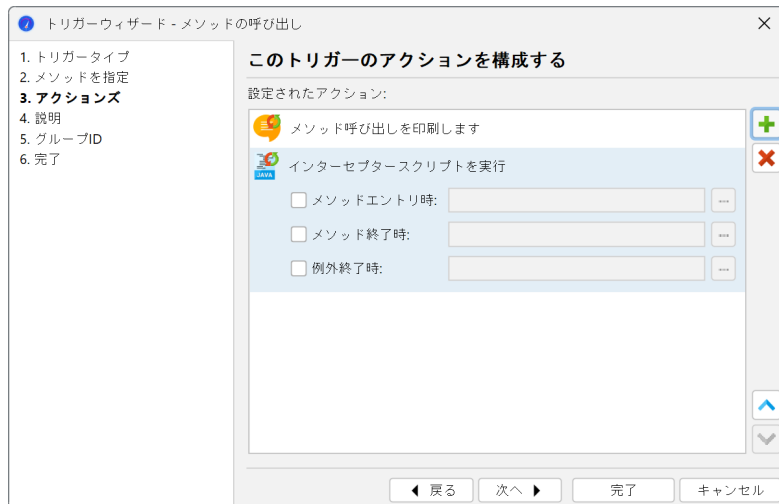 トリガーウィザード - メソッドの呼び出し
1. トリガータイプ
2. メソッドを指定
3. アクションズ
4. 説明
5. グループID
6. 完了
このトリガーのアクションを構成する
設定されたアクション:
メソッド呼び出しを印刷します
インターセプタースクリプトを実行
JAVA
メソッドエントリ時:
...
メソッド終了時:
...
例外終了時:
...
戻る
次へ
完了
キャンセル